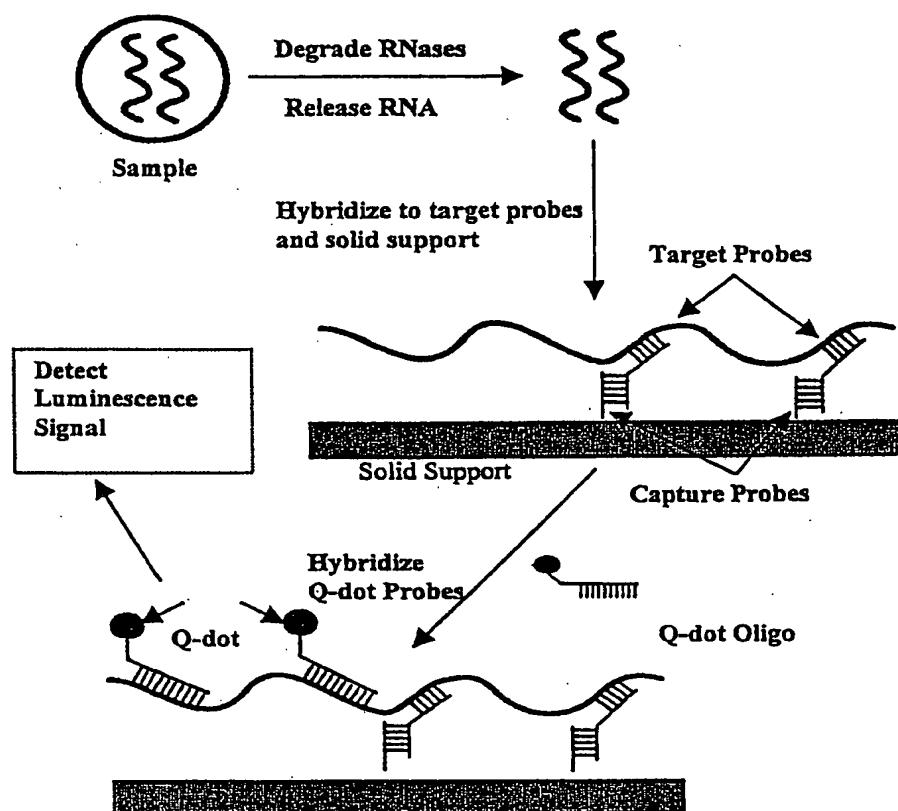 Degrade RNases
Release RNA
Sample
Hybridize to target probes
and solid support
Target Probes
Detect
Luminescence
Signal
Solid Support
Capture Probes
Hybridize
Q-dot Probes
Q-dot
Q-dot Oligo